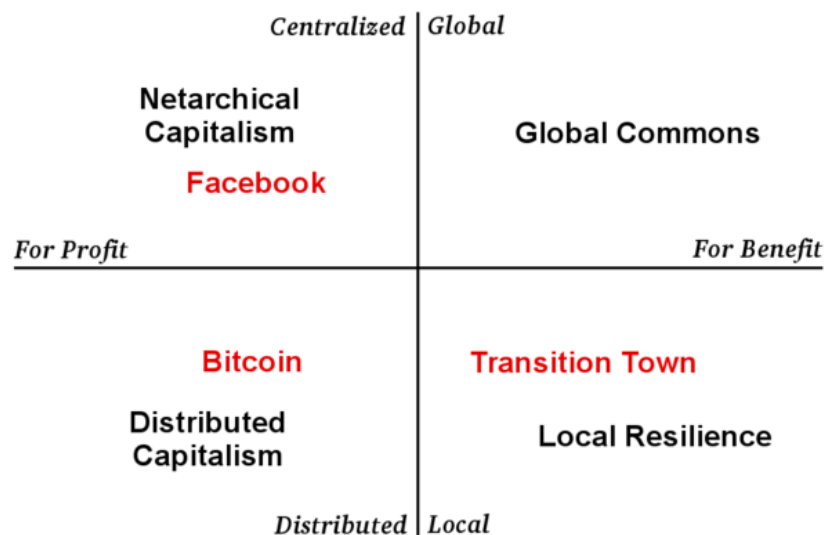 Centralized Global
Netarchical
Capitalism
Global Commons
Facebook
For Profit
For Benefit
Bitcoin
Transition Town
Distributed
Capitalism
Local Resilience
Distributed Local